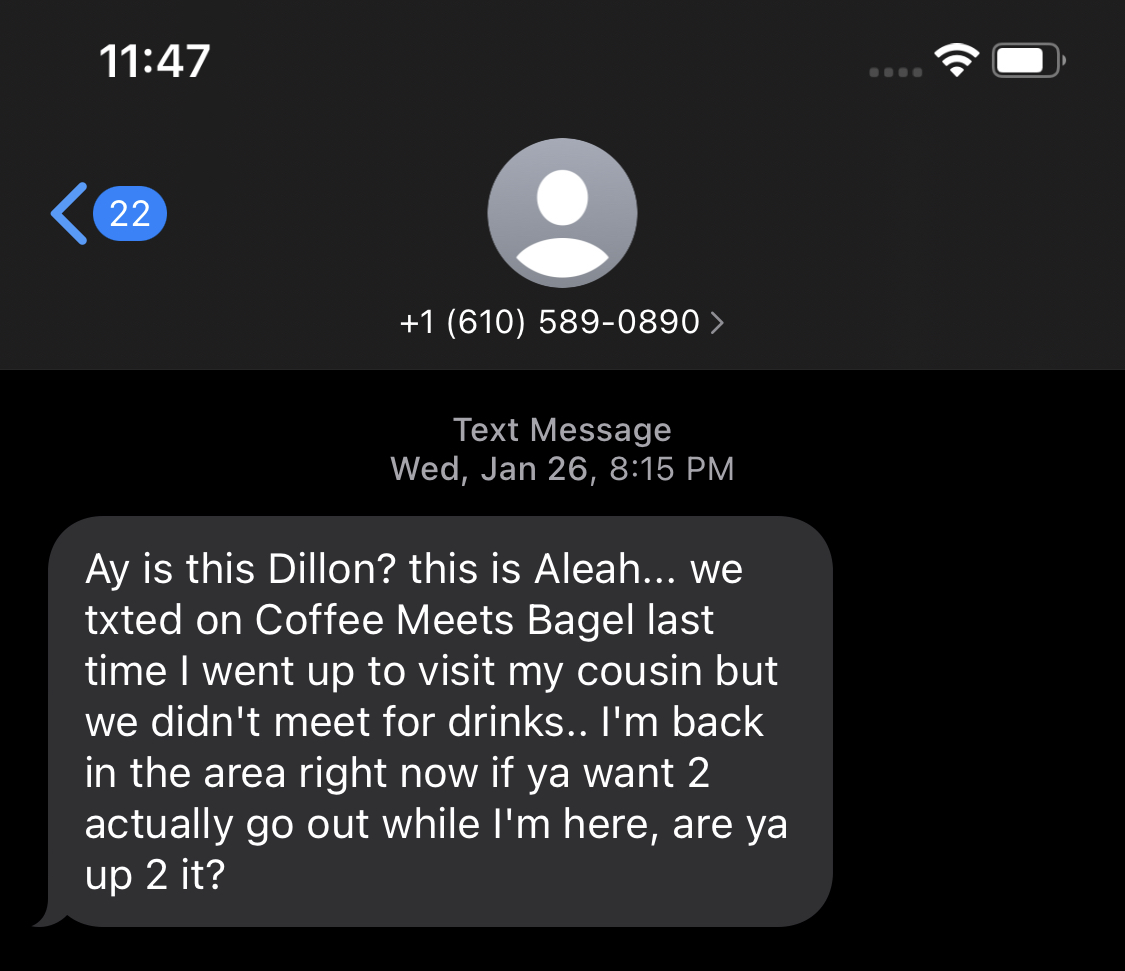 11:47
22
+1 (610) 589-0890
Text Message
Wed, Jan 26, 8:15 PM
Ay is this Dillon? this is Aleah... we
txted on Coffee Meets Bagel last
time I went up to visit my cousin but
we didn't meet for drinks.. I'm back
in the area right now if ya want 2
actually go out while I'm here, are ya
up 2 it?